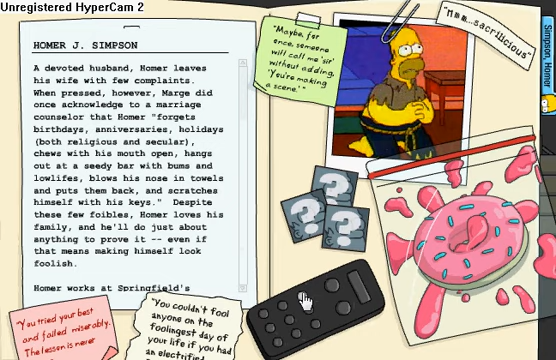 Unregistered HyperCam 2
HOMER J. SIMPSON
A devoted husband, Homer leaves
his wife with few complaints.
When pressed, however, Marge did
once acknowledge to a marriage
counselor that Homer "forgets
birthdays, anniversaries, holidays
(both religious and secular),
chews with his mouth open, hangs
out at a seedy bar with bums and
lowlifes, blows his nose in towels
and puts them back, and scratches
himself with his keys." Despite
these few foibles, Homer loves his
family, and he'll do just about
anything to prove it -- even if
that means making himself look
foolish.
Homer works at Springfield's
"Maybe, for
once, someone
will call me 'sir'
without adding,
'You're making
a scene.'"
"Mmm...sacrilicious"
Simpson, Homer
? ? ?
"You tried your best
and failed miserably.
The lesson is never
"You couldn't fool
anyone on the
foolingest day of
your life if you had
an electrified